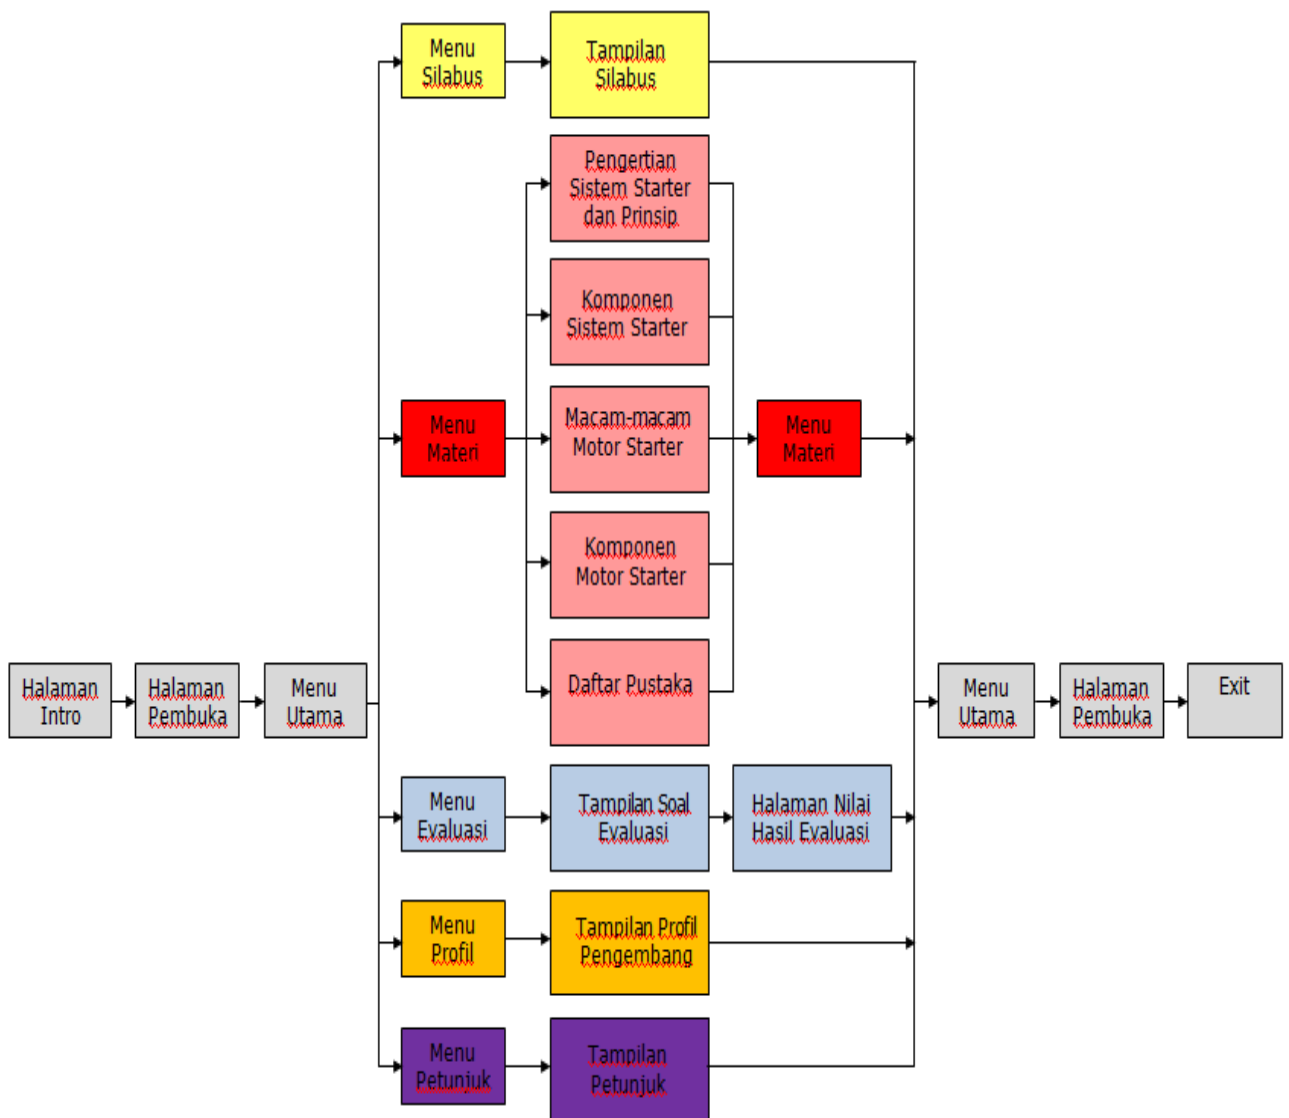 Menu
Silabus
Tampilan
Silabus
Pengertian
Sistem Starter
dan Prinsip
Komponen
Sistem Starter
Menu
Materi
Macam-macam
Motor Starter
Menu
Materi
Komponen
Motor Starter
Daftar Pustaka
Halaman
Intro
Halaman
Pembuka
Menu
Utama
Menu
Utama
Halaman
Pembuka
Exit
Menu
Evaluasi
Tampilan Soal
Evaluasi
Halaman Nilai
Hasil Evaluasi
Menu
Profil
Tampilan Profil
Pengembang
Menu
Petunjuk
Tampilan
Petunjuk